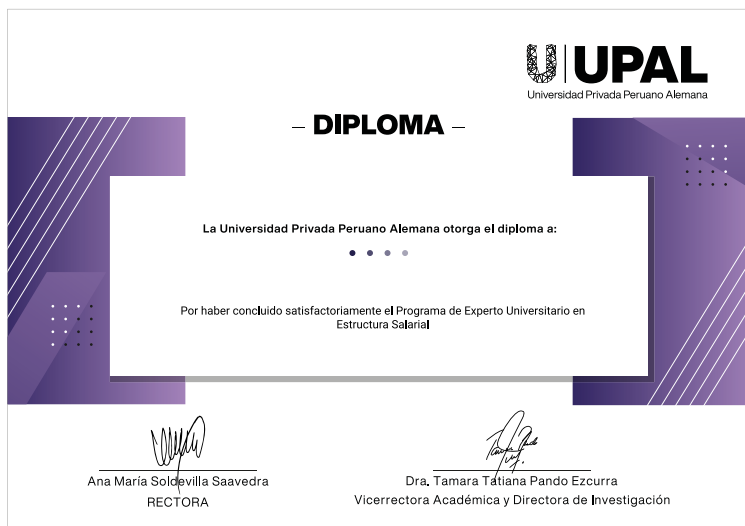 UPAL
Universidad Privada Peruano Alemana
– DIPLOMA –
La Universidad Privada Peruano Alemana otorga el diploma a:
Por haber concluido satisfactoriamente el Programa de Experto Universitario en
Estructura Salarial
Ana María Soldevilla Saavedra
RECTORA
Dra. Tamara Tatiana Pando Ezcurra
Vicerrectora Académica y Directora de Investigación